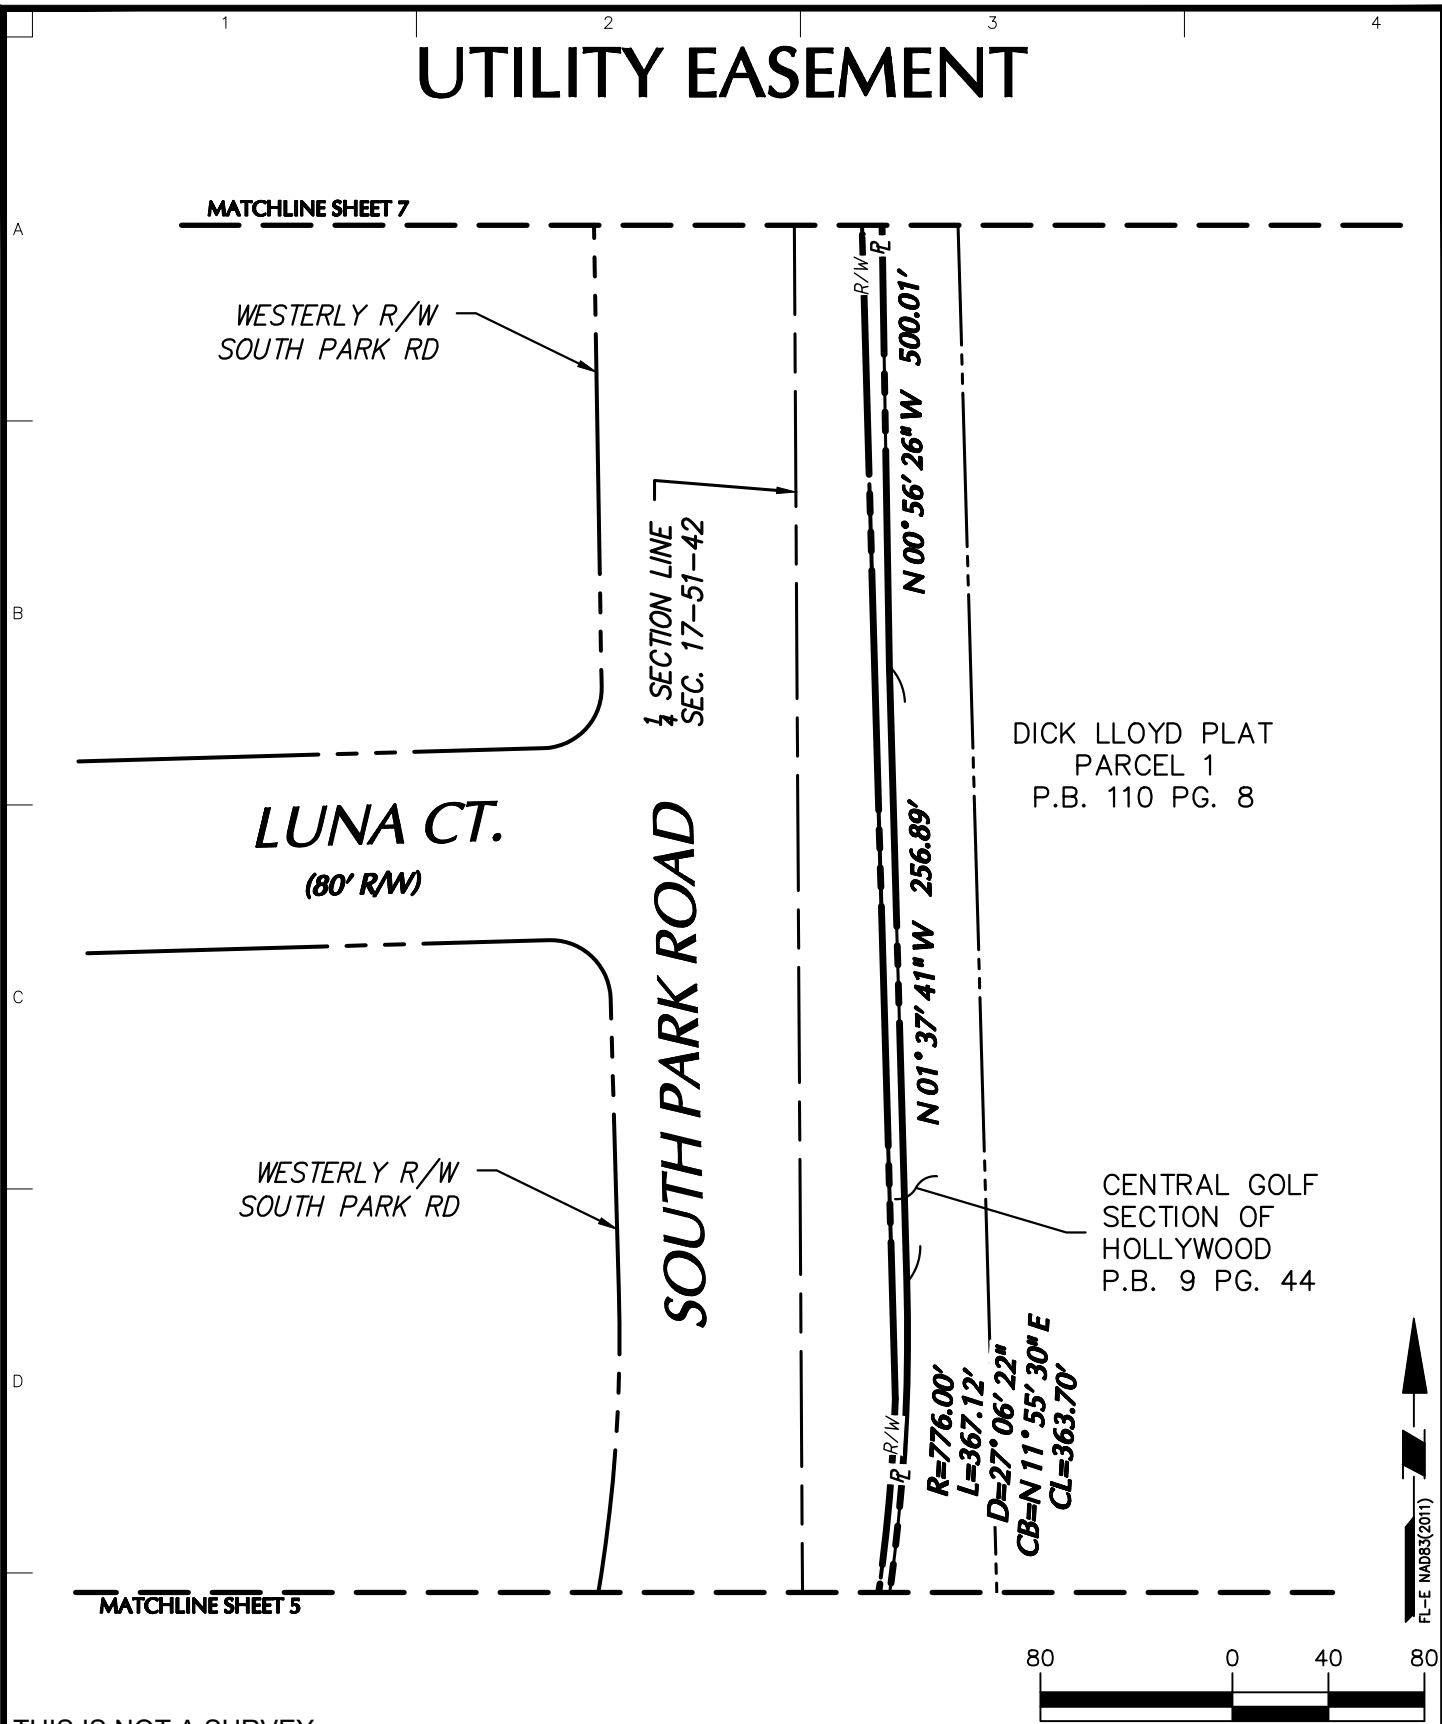 1 2 3 4
UTILITY EASEMENT
MATCHLINE SHEET 7
A
WESTERLY R/W
SOUTH PARK RD
R/W
PL
N 00° 56' 26" W 500.01'
B
1/4 SECTION LINE
SEC. 17-51-42
DICK LLOYD PLAT
PARCEL 1
P.B. 110 PG. 8
LUNA CT.
(80' R/W)
SOUTH PARK ROAD
N 01° 37' 41" W 256.89'
C
WESTERLY R/W
SOUTH PARK RD
CENTRAL GOLF
SECTION OF
HOLLYWOOD
P.B. 9 PG. 44
D
R/W
PL
R=776.00'
L=367.12'
D=27° 06' 22"
CB=N 11° 55' 30" E
CL=363.70'
FL-E NAD83(2011)
MATCHLINE SHEET 5
80 0 40 80
THIS IS NOT A SURVEY